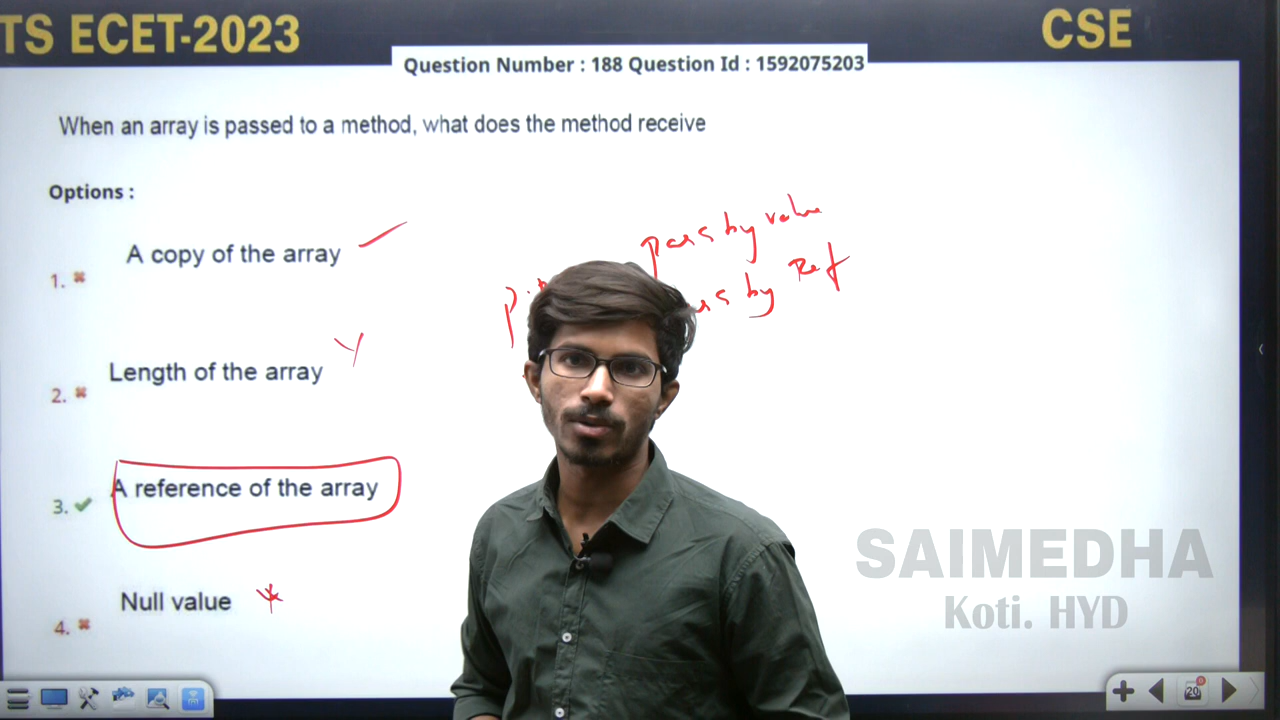 TS ECET-2023
CSE
Question Number : 188 Question Id : 1592075203
When an array is passed to a method, what does the method receive
Options :
A copy of the array
1.
Length of the array
2.
A reference of the array
3.
Null value
4.
pass by value
by Ref
SAIMEDHA
Koti. HYD
20